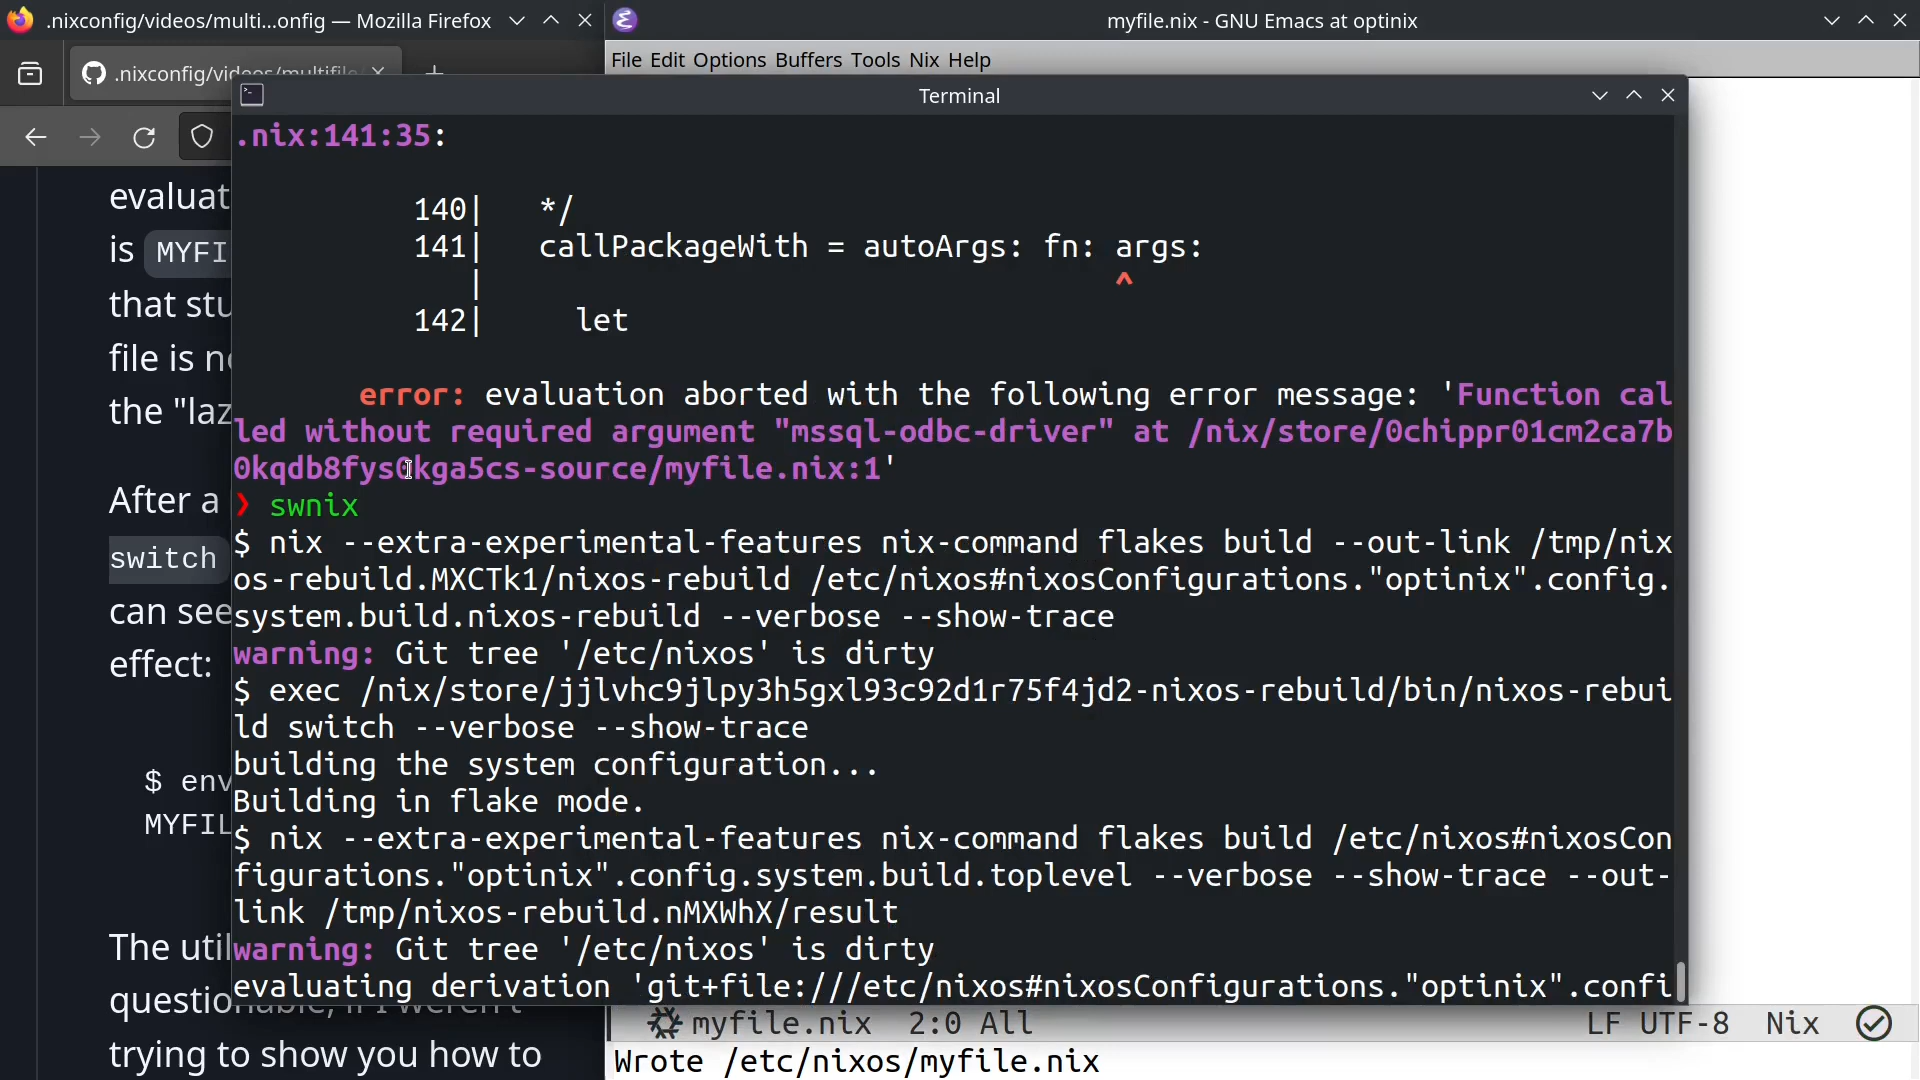 .nixconfig/videos/multi...onfig — Mozilla Firefox
myfile.nix - GNU Emacs at optinix
.nixconfig/videos/multifile
File Edit Options Buffers Tools Nix Help
Terminal
evaluat
is MYFI
that stu
file is n
the "laz
After a
switch
can see
effect:
$ env
MYFIL
The util
questionable, if I weren't
trying to show you how to
.nix:141:35:
140|   */
141|   callPackageWith = autoArgs: fn: args:
|                                   ^
142|     let
error: evaluation aborted with the following error message: 'Function cal
led without required argument "mssql-odbc-driver" at /nix/store/0chippr01cm2ca7b
0kqdb8fys0kga5cs-source/myfile.nix:1'
❯ swnix
$ nix --extra-experimental-features nix-command flakes build --out-link /tmp/nix
os-rebuild.MXCTk1/nixos-rebuild /etc/nixos#nixosConfigurations."optinix".config.
system.build.nixos-rebuild --verbose --show-trace
warning: Git tree '/etc/nixos' is dirty
$ exec /nix/store/jjlvhc9jlpy3h5gxl93c92d1r75f4jd2-nixos-rebuild/bin/nixos-rebui
ld switch --verbose --show-trace
building the system configuration...
Building in flake mode.
$ nix --extra-experimental-features nix-command flakes build /etc/nixos#nixosCon
figurations."optinix".config.system.build.toplevel --verbose --show-trace --out-
link /tmp/nixos-rebuild.nMXWhX/result
warning: Git tree '/etc/nixos' is dirty
evaluating derivation 'git+file:///etc/nixos#nixosConfigurations."optinix".confi
myfile.nix  2:0 All
LF UTF-8  Nix
Wrote /etc/nixos/myfile.nix